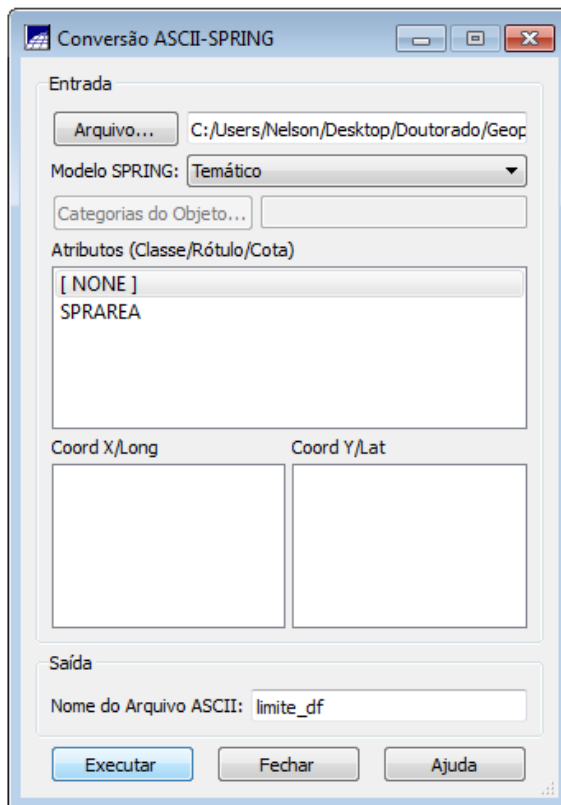 Conversão ASCII-SPRING
Entrada
Arquivo... C:/Users/Nelson/Desktop/Doutorado/Geop
Modelo SPRING: Temático
Categorias do Objeto...
Atributos (Classe/Rótulo/Cota)
[ NONE ]
SPRAREA
Coord X/Long Coord Y/Lat
Saída
Nome do Arquivo ASCII: limite_df
Executar Fechar Ajuda